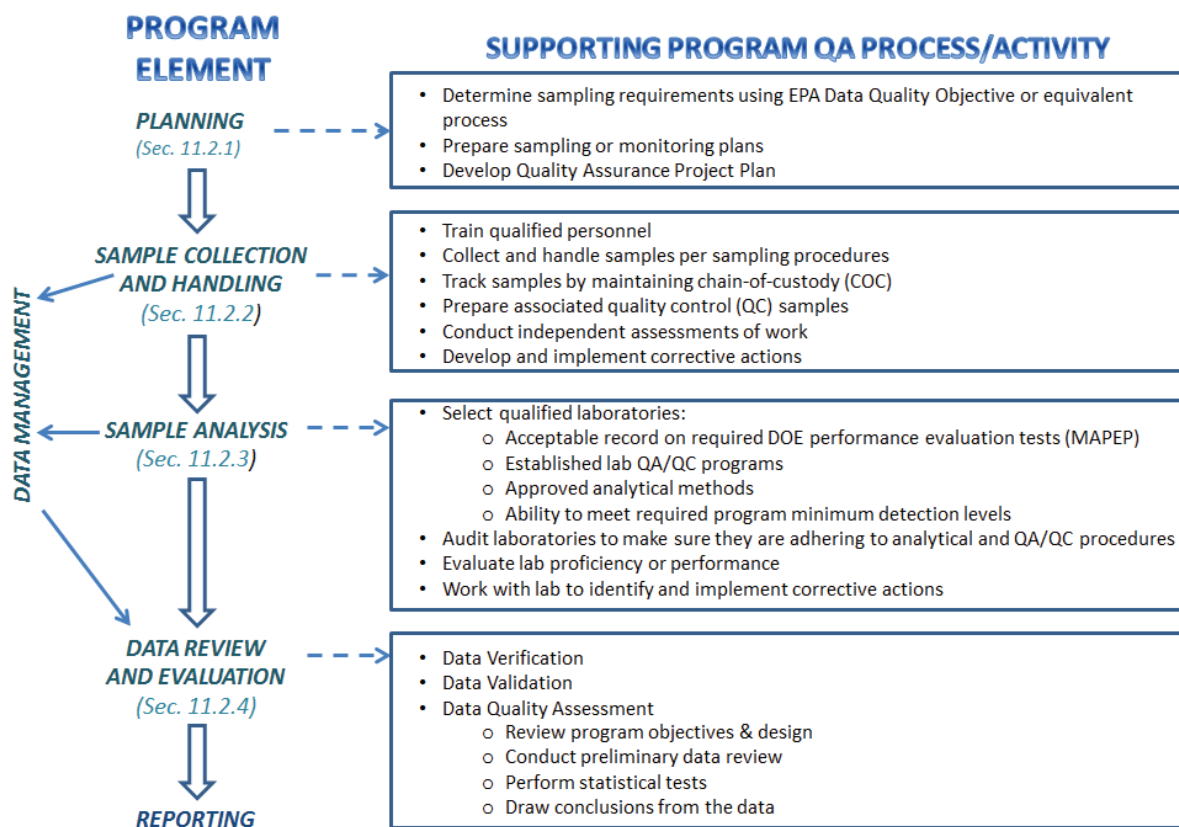 PROGRAM
ELEMENT
SUPPORTING PROGRAM QA PROCESS/ACTIVITY
PLANNING
(Sec. 11.2.1)
• Determine sampling requirements using EPA Data Quality Objective or equivalent
process
• Prepare sampling or monitoring plans
• Develop Quality Assurance Project Plan
SAMPLE COLLECTION
AND HANDLING
(Sec. 11.2.2)
• Train qualified personnel
• Collect and handle samples per sampling procedures
• Track samples by maintaining chain-of-custody (COC)
• Prepare associated quality control (QC) samples
• Conduct independent assessments of work
• Develop and implement corrective actions
DATA MANAGEMENT
SAMPLE ANALYSIS
(Sec. 11.2.3)
• Select qualified laboratories:
o Acceptable record on required DOE performance evaluation tests (MAPEP)
o Established lab QA/QC programs
o Approved analytical methods
o Ability to meet required program minimum detection levels
• Audit laboratories to make sure they are adhering to analytical and QA/QC procedures
• Evaluate lab proficiency or performance
• Work with lab to identify and implement corrective actions
DATA REVIEW
AND EVALUATION
(Sec. 11.2.4)
• Data Verification
• Data Validation
• Data Quality Assessment
o Review program objectives & design
o Conduct preliminary data review
o Perform statistical tests
o Draw conclusions from the data
REPORTING